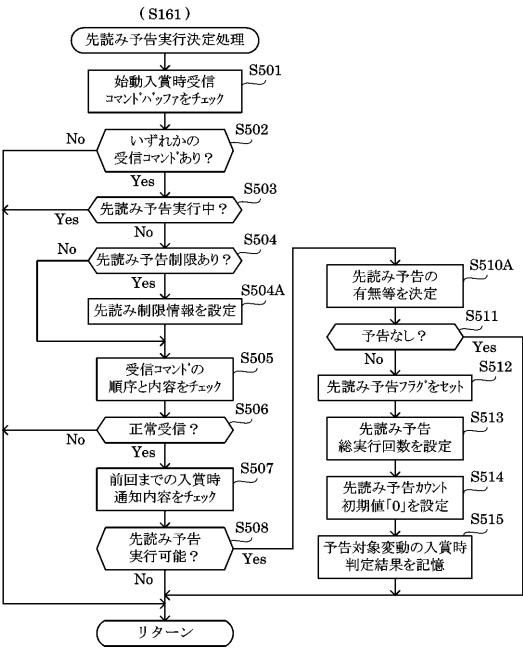 (S161)
先読み予告実行決定処理
S501
始動入賞時受信
コマンドバッファをチェック
S502
いずれかの
受信コマンドあり?
No
Yes
S503
先読み予告実行中?
Yes
No
S504
先読み予告制限あり?
No
Yes
S504A
先読み制限情報を設定
S505
受信コマンドの
順序と内容をチェック
S506
正常受信?
No
Yes
S507
前回までの入賞時
通知内容をチェック
S508
先読み予告
実行可能?
Yes
No
S510A
先読み予告の
有無等を決定
S511
予告なし?
Yes
No
S512
先読み予告フラグをセット
S513
先読み予告
総実行回数を設定
S514
先読み予告カウント
初期値「0」を設定
S515
予告対象変動の入賞時
判定結果を記憶
リターン